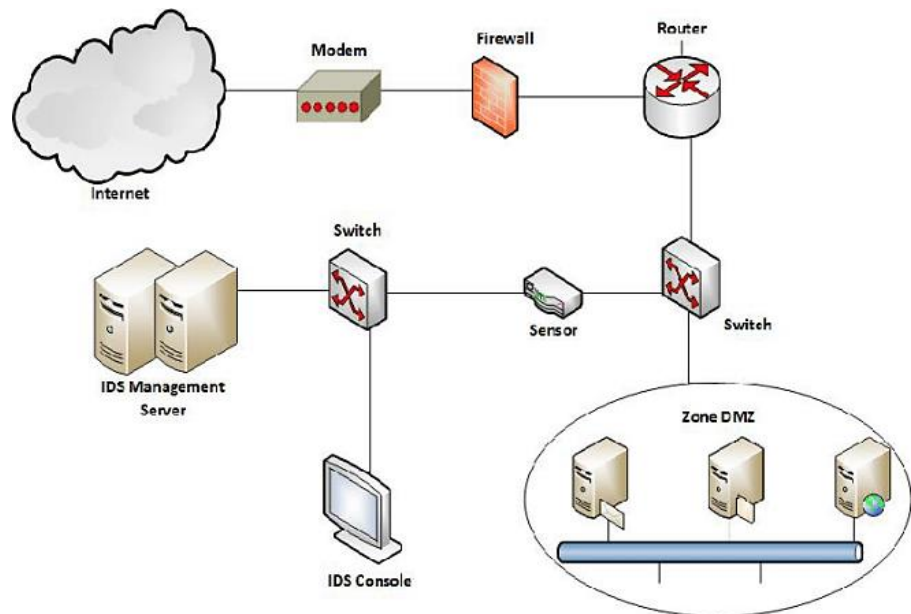 Modem
Firewall
Router
Internet
Switch
Sensor
Switch
IDS Management
Server
Zone DMZ
IDS Console